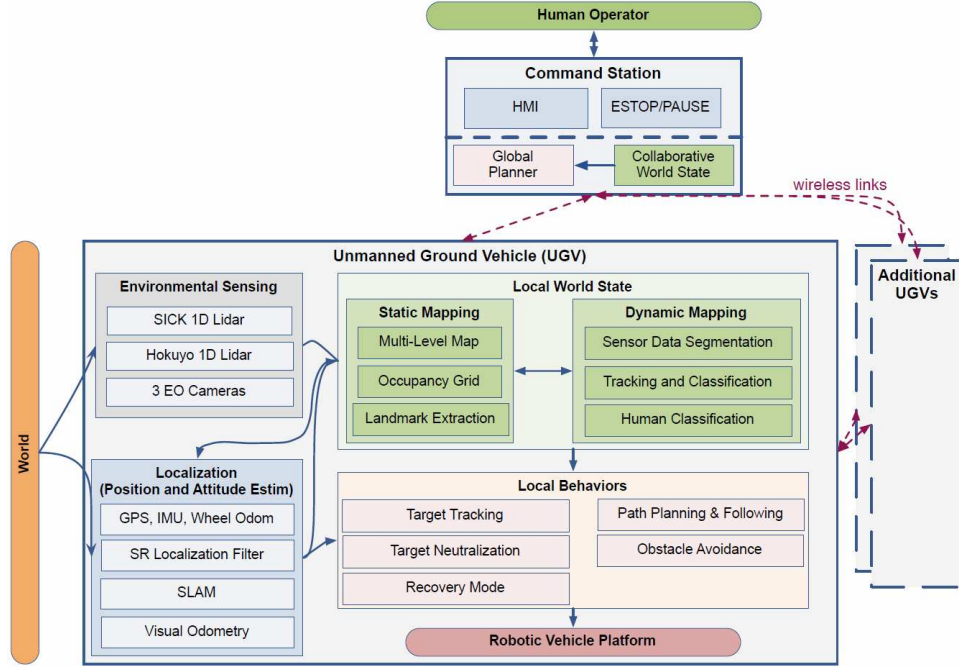 Human Operator
Command Station
HMI
ESTOP/PAUSE
Global
Planner
Collaborative
World State
wireless links
World
Unmanned Ground Vehicle (UGV)
Environmental Sensing
SICK 1D Lidar
Hokuyo 1D Lidar
3 EO Cameras
Localization
(Position and Attitude Estim)
GPS, IMU, Wheel Odom
SR Localization Filter
SLAM
Visual Odometry
Local World State
Static Mapping
Multi-Level Map
Occupancy Grid
Landmark Extraction
Dynamic Mapping
Sensor Data Segmentation
Tracking and Classification
Human Classification
Local Behaviors
Target Tracking
Target Neutralization
Recovery Mode
Path Planning & Following
Obstacle Avoidance
Robotic Vehicle Platform
Additional
UGVs